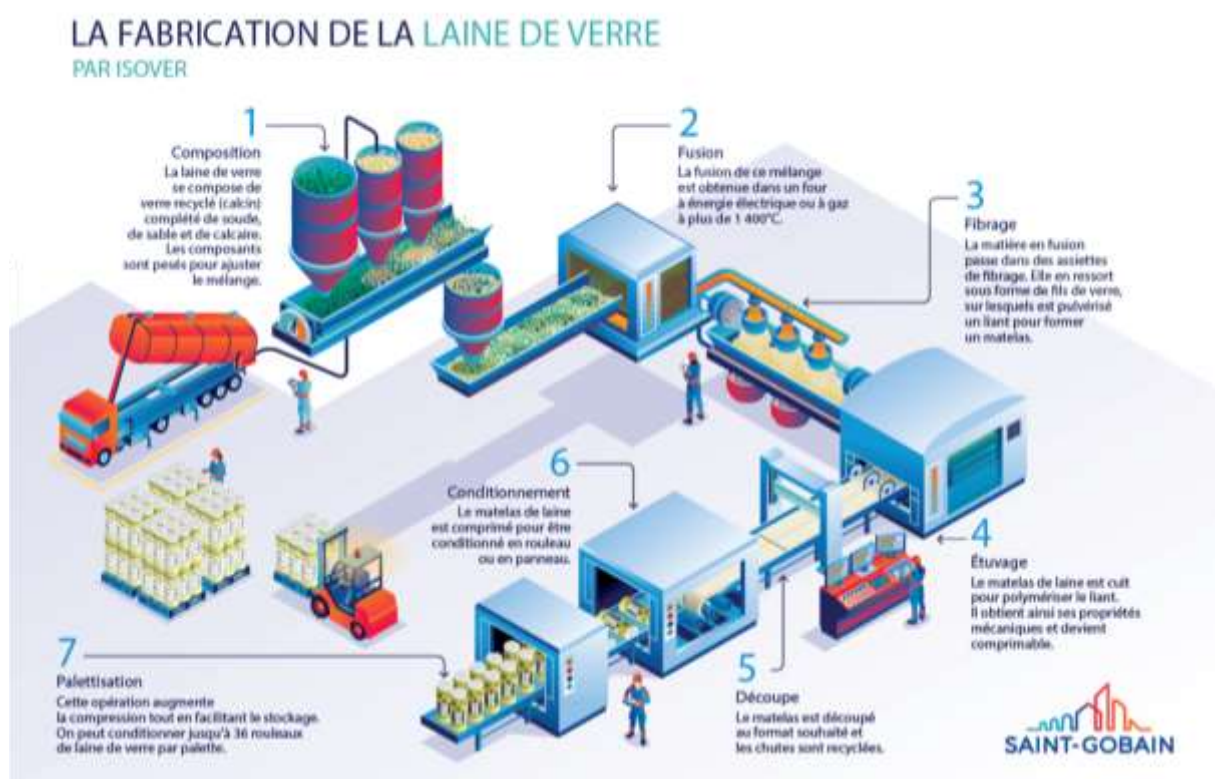 LA FABRICATION DE LA LAINE DE VERRE
PAR ISOVER
1
Composition
La laine de verre
se compose de
verre recyclé (calcin)
complété de soude,
de sable et de calcaire.
Les composants
sont pesés pour ajuster
le mélange.
2
Fusion
La fusion de ce mélange
est obtenue dans un four
à énergie électrique ou à gaz
à plus de 1 400°C.
3
Fibrage
La matière en fusion
passe dans des assiettes
de fibrage. Elle en ressort
sous forme de fils de verre,
sur lesquels est pulvérisé
un liant pour former
un matelas.
4
Étuvage
Le matelas de laine est cuit
pour polymériser le liant.
Il obtient ainsi ses propriétés
mécaniques et devient
comprimable.
5
Découpe
Le matelas est découpé
au format souhaité et
les chutes sont recyclées.
6
Conditionnement
Le matelas de laine
est comprimé pour être
conditionné en rouleau
ou en panneau.
7
Palettisation
Cette opération augmente
la compression tout en facilitant le stockage.
On peut conditionner jusqu'à 36 rouleaux
de laine de verre par palette.
SAINT-GOBAIN